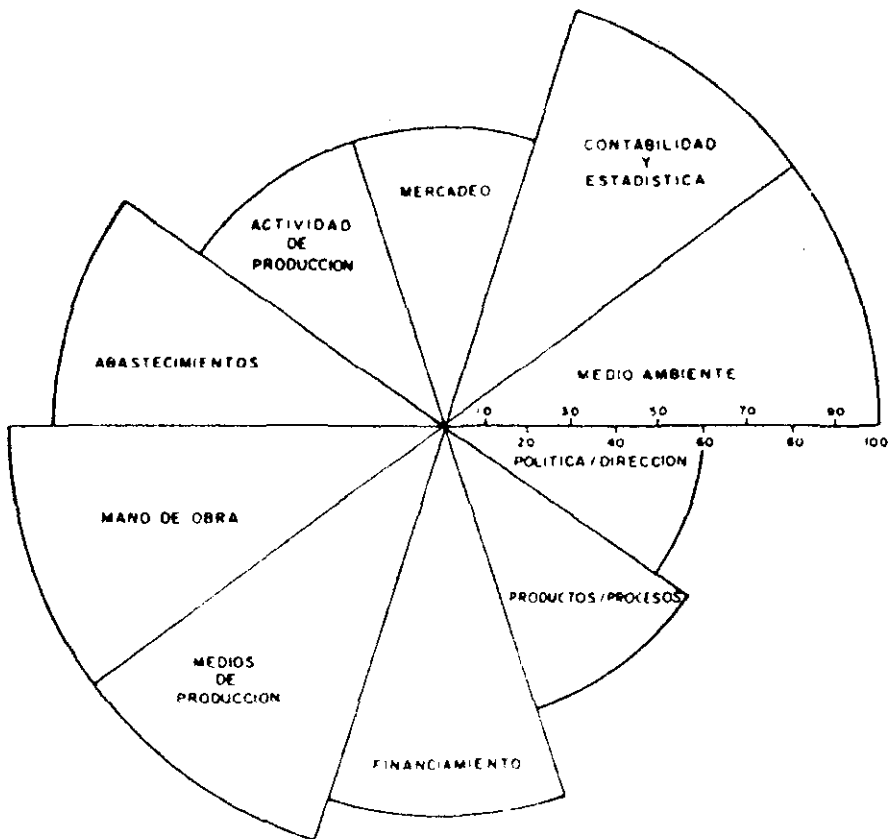 CONTABILIDAD
Y
ESTADISTICA
MERCADEO
ACTIVIDAD
DE
PRODUCCION
ABASTECIMIENTOS
MEDIO AMBIENTE
10 30 50 70 90
20 40 60 80 100
POLITICA/DIRECCION
MANO DE OBRA
PRODUCTOS/PROCESOS
MEDIOS
DE
PRODUCCION
FINANCIAMIENTO